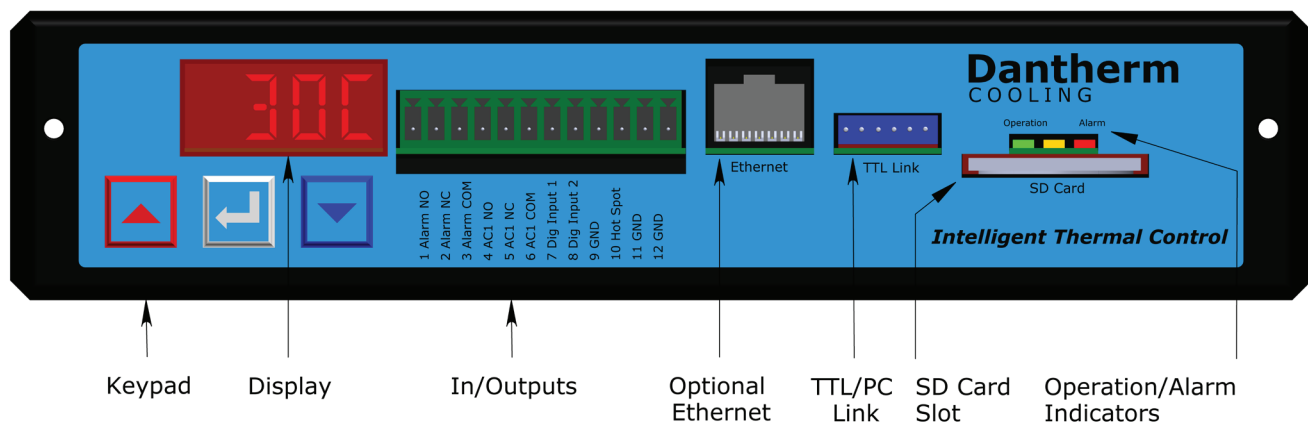 30C
Dantherm
COOLING
Operation
Alarm
Ethernet
TTL Link
SD Card
Intelligent Thermal Control
1 Alarm NO
2 Alarm NC
3 Alarm COM
4 AC1 NO
5 AC1 NC
6 AC1 COM
7 Dig Input 1
8 Dig Input 2
9 GND
10 Hot Spot
11 GND
12 GND
Keypad
Display
In/Outputs
Optional
Ethernet
TTL/PC
Link
SD Card
Slot
Operation/Alarm
Indicators